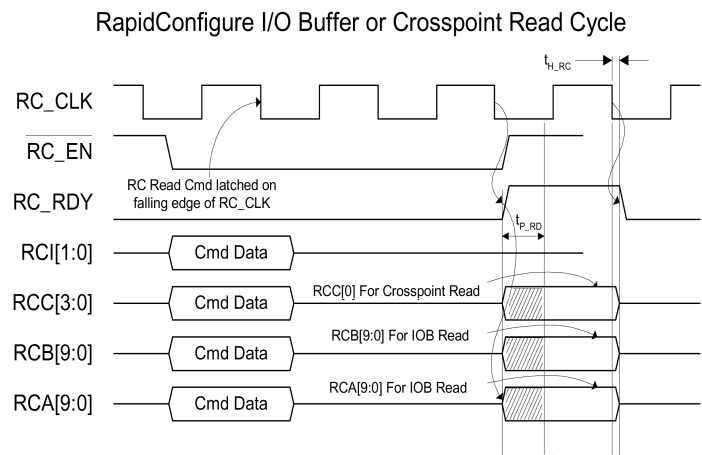 RapidConfigure I/O Buffer or Crosspoint Read Cycle
tH_RC
RC_CLK
RC_EN
RC Read Cmd latched on
falling edge of RC_CLK
RC_RDY
tP_RD
RCI[1:0]
Cmd Data
RCC[3:0]
Cmd Data
RCC[0] For Crosspoint Read
RCB[9:0]
Cmd Data
RCB[9:0] For IOB Read
RCA[9:0]
Cmd Data
RCA[9:0] For IOB Read